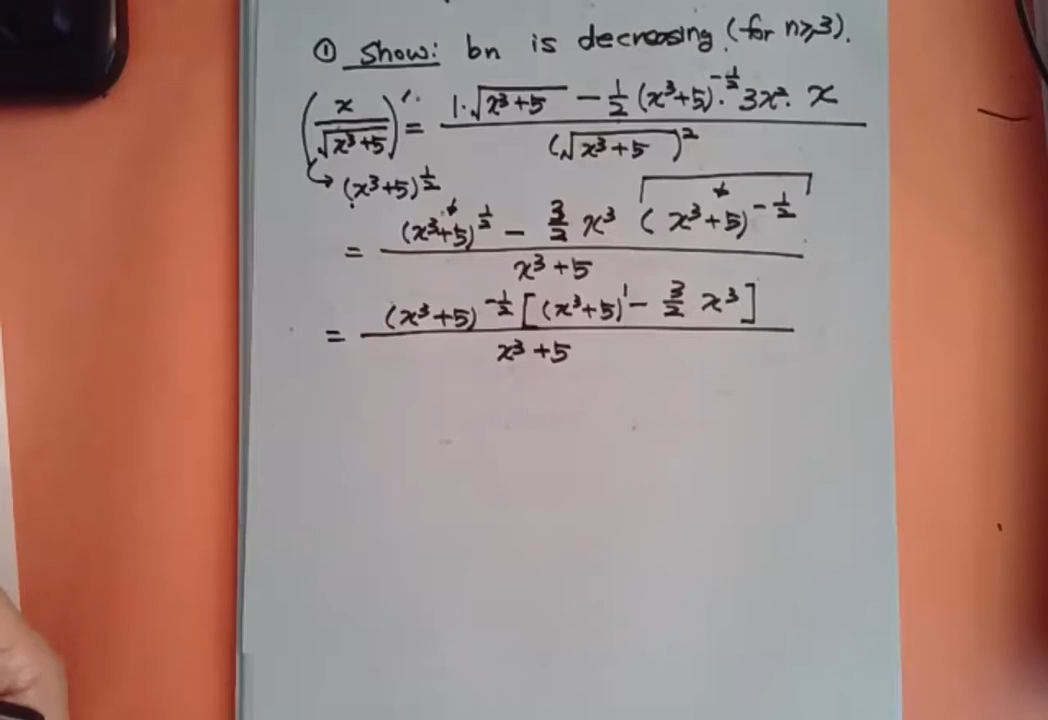 ① Show: bn is decreasing (for n≥3).
(x/√(x³+5))' = (1·√(x³+5) - 1/2 (x³+5)^(-1/2) · 3x² · x) / (√(x³+5))²
↳ (x³+5)^(1/2)
= ((x³+5)^(1/2) - 3/2 x³ (x³+5)^(-1/2)) / (x³+5)
= ((x³+5)^(-1/2) [(x³+5)^1 - 3/2 x³]) / (x³+5)